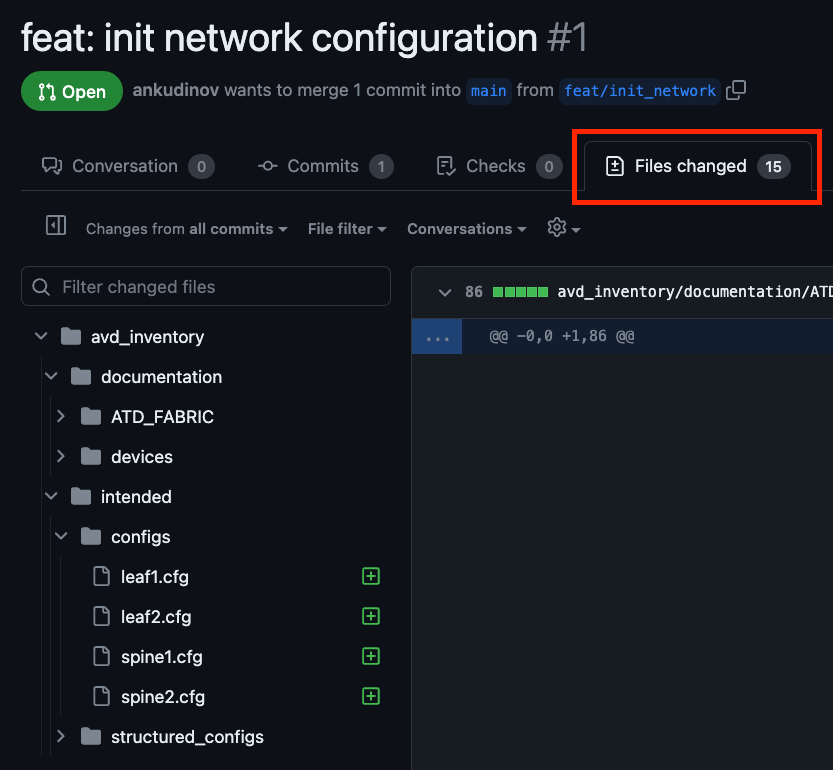 feat: init network configuration #1
Open ankudinov wants to merge 1 commit into main from feat/init_network
Conversation 0 Commits 1 Checks 0 Files changed 15
Changes from all commits File filter Conversations
Filter changed files
86 avd_inventory/documentation/ATD
... @@ -0,0 +1,86 @@
avd_inventory
documentation
ATD_FABRIC
devices
intended
configs
leaf1.cfg
leaf2.cfg
spine1.cfg
spine2.cfg
structured_configs